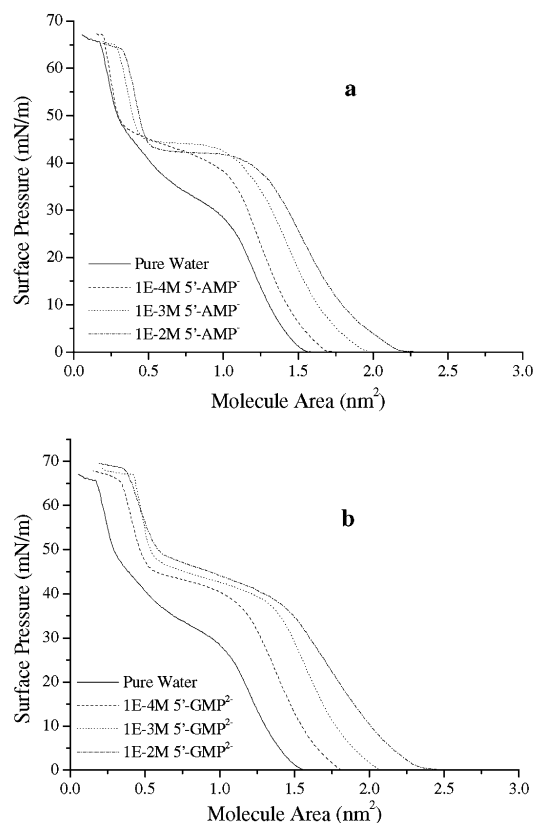 70
60
50
40
30
20
10
0
Surface Pressure (mN/m)
a
Pure Water
1E-4M 5'-AMP⁻
1E-3M 5'-AMP⁻
1E-2M 5'-AMP⁻
0.0 0.5 1.0 1.5 2.0 2.5 3.0
Molecule Area (nm²)
70
60
50
40
30
20
10
0
Surface Pressure (mN/m)
b
Pure Water
1E-4M 5'-GMP²⁻
1E-3M 5'-GMP²⁻
1E-2M 5'-GMP²⁻
0.0 0.5 1.0 1.5 2.0 2.5 3.0
Molecule Area (nm²)